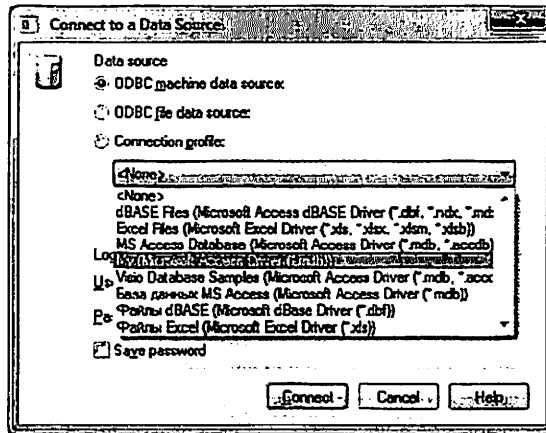 Connect to a Data Source
Data source
ODBC machine data source:
ODBC file data source:
Connection profile:
<None>
<None>
dBASE Files (Microsoft Access dBASE Driver (*.dbf, *.ndx, *.md:
Excel Files (Microsoft Excel Driver (*.xls, *.xlsx, *.xlsm, *.xlsb))
MS Access Database (Microsoft Access Driver (*.mdb, *.accdb)
Log
Us Visio Database Samples (Microsoft Access Driver (*.mdb, *.accc
База данных MS Access (Microsoft Access Driver (*.mdb))
Pa Файлы dBASE (Microsoft dBase Driver (*.dbf))
Файлы Excel (Microsoft Excel Driver (*.xls))
Save password
Connect
Cancel
Help